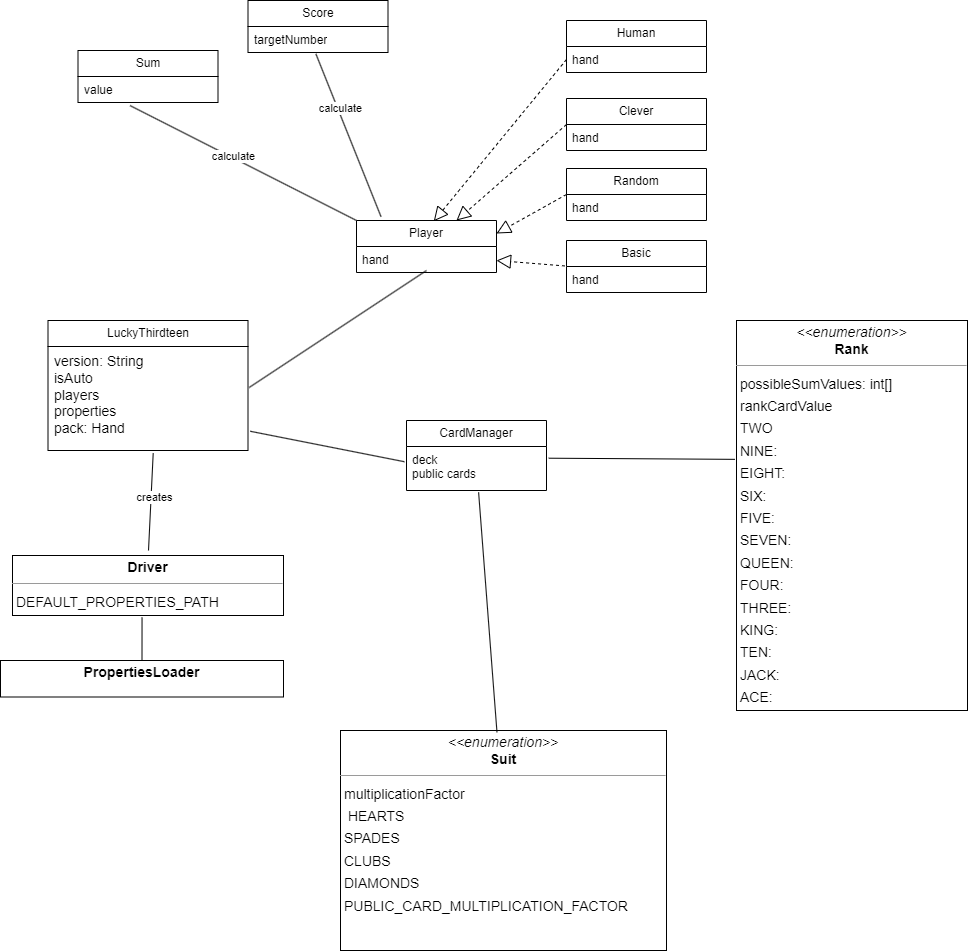 Score
targetNumber
Sum
value
calculate
calculate
Human
hand
Clever
hand
Random
hand
Basic
hand
Player
hand
LuckyThirdteen
version: String
isAuto
players
properties
pack: Hand
CardManager
deck
public cards
<<enumeration>>
Rank
possibleSumValues: int[]
rankCardValue
TWO
NINE:
EIGHT:
SIX:
FIVE:
SEVEN:
QUEEN:
FOUR:
THREE:
KING:
TEN:
JACK:
ACE:
creates
Driver
DEFAULT_PROPERTIES_PATH
PropertiesLoader
<<enumeration>>
Suit
multiplicationFactor
HEARTS
SPADES
CLUBS
DIAMONDS
PUBLIC_CARD_MULTIPLICATION_FACTOR